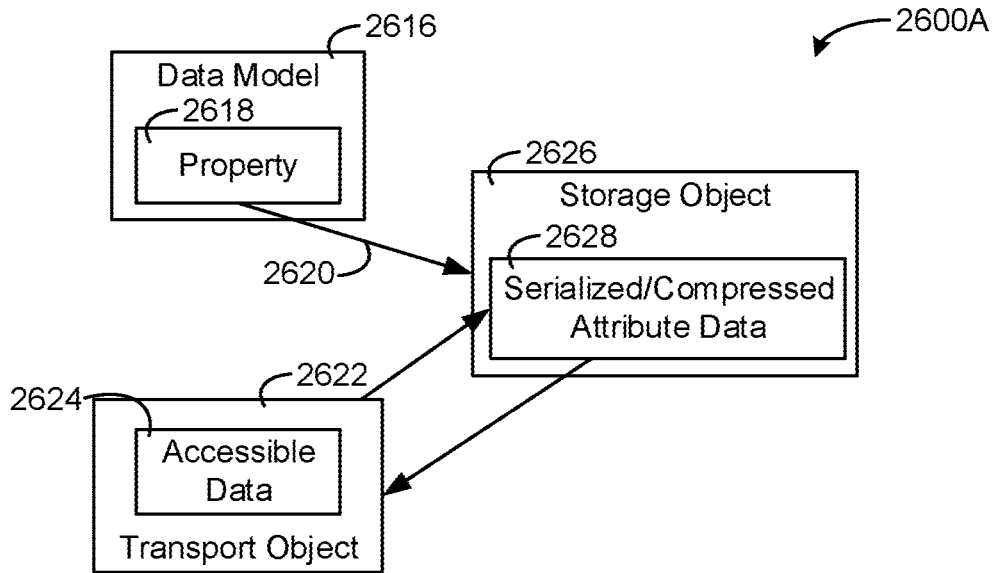 2600A
2616
Data Model
2618
Property
2620
2626
Storage Object
2628
Serialized/Compressed
Attribute Data
2622
2624
Accessible
Data
Transport Object